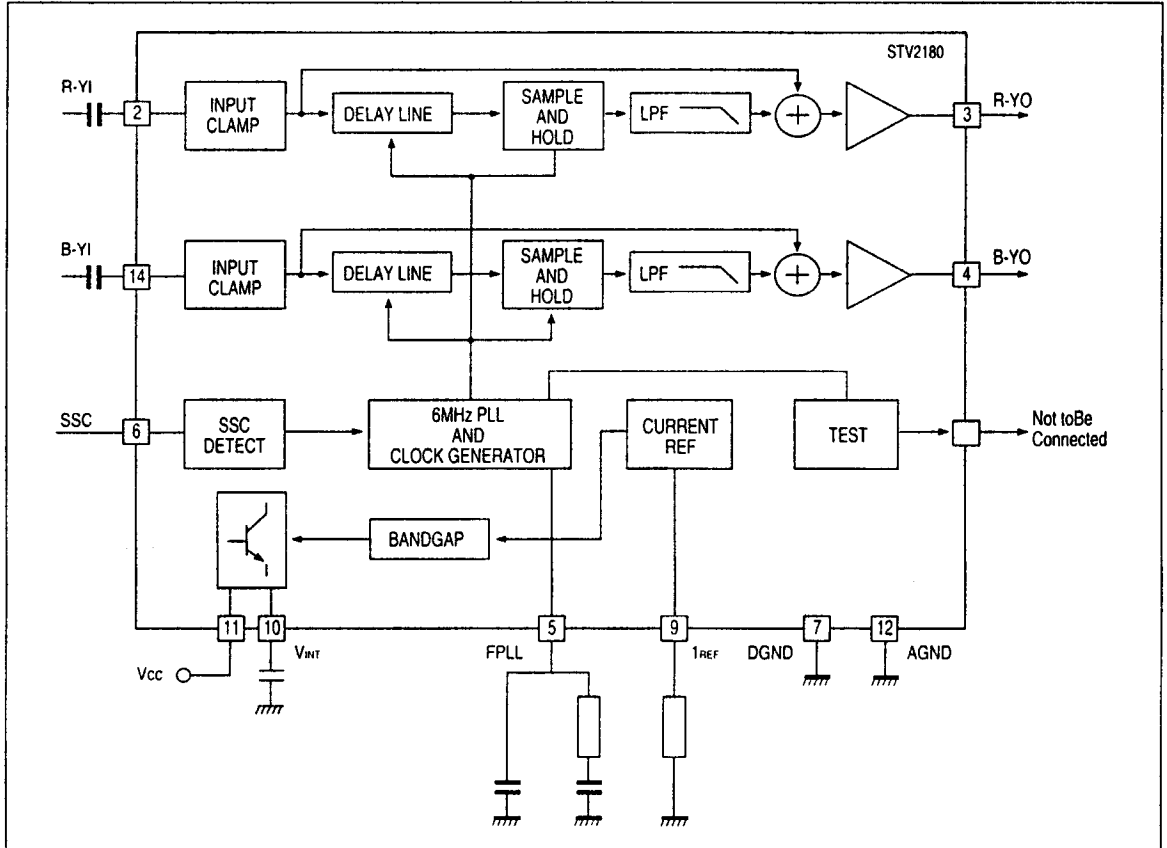 STV2180
R-YI
2
INPUT
CLAMP
DELAY LINE
SAMPLE
AND
HOLD
LPF
+
3
R-YO
B-YI
14
INPUT
CLAMP
DELAY LINE
SAMPLE
AND
HOLD
LPF
+
4
B-YO
SSC
6
SSC
DETECT
6MHz PLL
AND
CLOCK GENERATOR
CURRENT
REF
TEST
Not toBe
Connected
BANDGAP
11
10
5
9
7
12
Vcc
VINT
FPLL
1REF
DGND
AGND